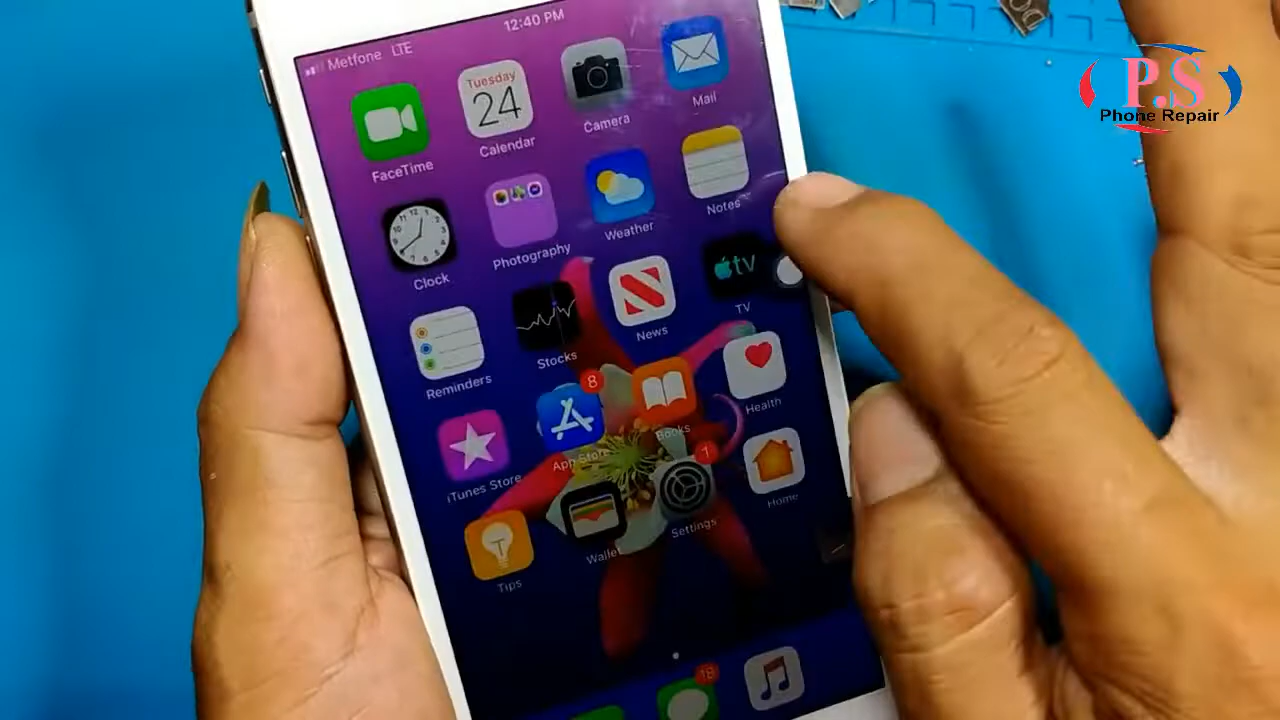 P.S
Phone Repair
Metfone LTE
12:40 PM
FaceTime
Tuesday
24
Calendar
Camera
Mail
Clock
Photography
Weather
Notes
Reminders
Stocks
News
tv
TV
iTunes Store
8
App Store
Books
Health
T
Tips
Wallet
1
Settings
Home
18